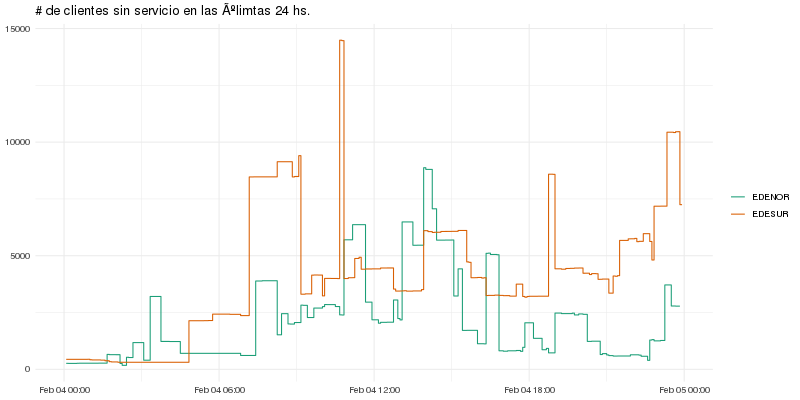 # de clientes sin servicio en las Ãºlimtas 24 hs.
15000
10000
5000
0
Feb 04 00:00
Feb 04 06:00
Feb 04 12:00
Feb 04 18:00
Feb 05 00:00
EDENOR
EDESUR